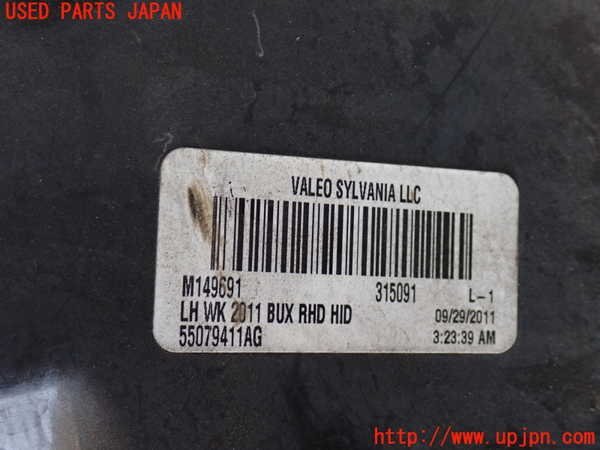 USED PARTS JAPAN
VALEO SYLVANIA LLC
M149691 315091 L-1
LH WK 2011 BUX RHD HID 09/29/2011
55079411AG 3:23:39 AM
http://www.upjpn.com/